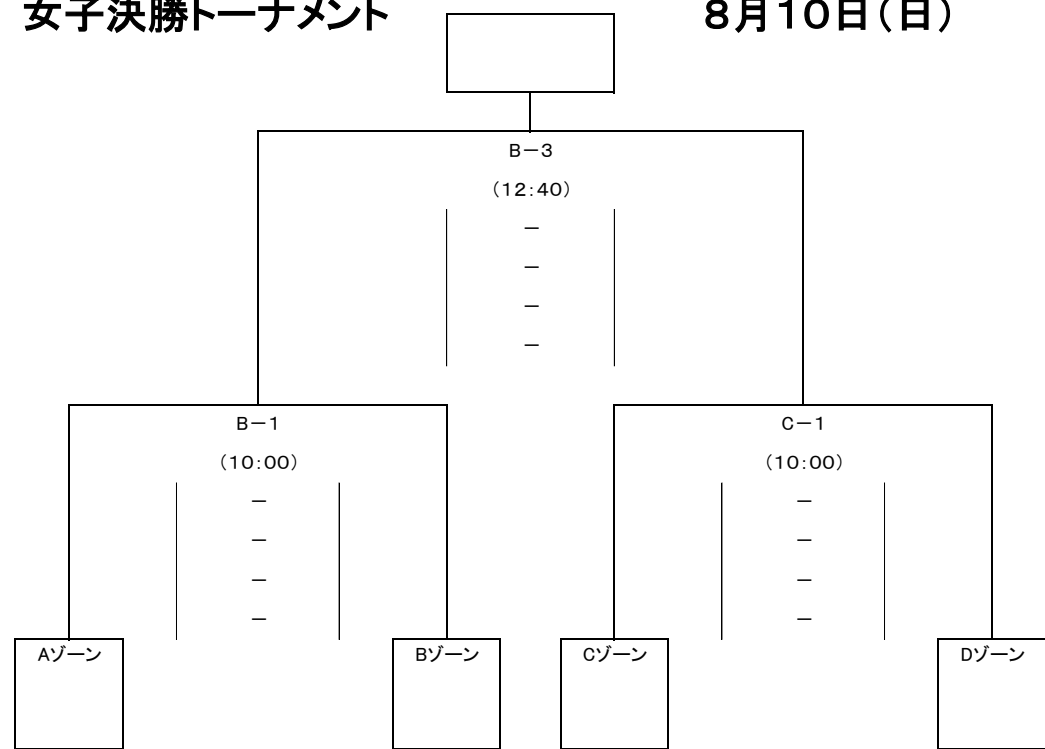 女子決勝トーナメント ８月１０日（日）
Ｂ－３
（１２：４０）
－
－
－
－
Ｂ－１ Ｃ－１
（１０：００） （１０：００）
－ －
－ －
－ －
－ －
Aゾーン Bゾーン Cゾーン Dゾーン